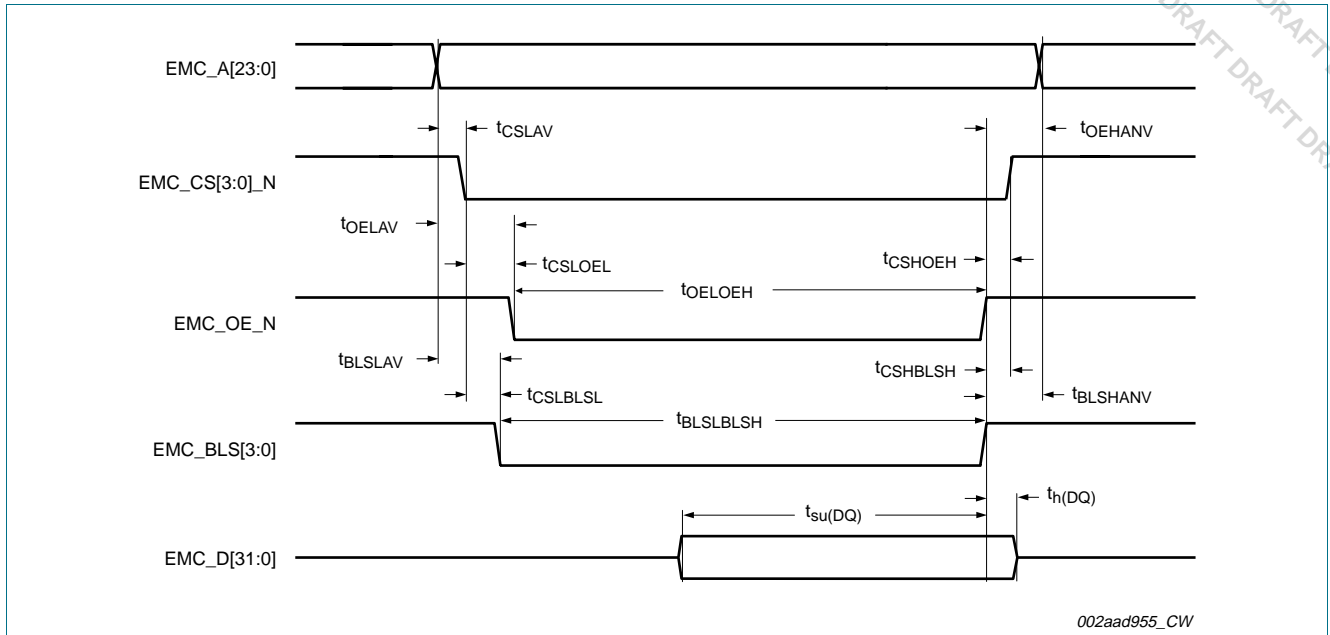 DRAFT DRAFT
DRAFT DRA
EMC_A[23:0]
tCSLAV
tOEHANV
EMC_CS[3:0]_N
tOELAV
tCSLOEL
tCSHOEH
tOELOEH
EMC_OE_N
tBLSLAV
tCSHBLSH
tCSLBLSL
tBLSHANV
tBLSLBLSH
EMC_BLS[3:0]
th(DQ)
tsu(DQ)
EMC_D[31:0]
002aad955_CW